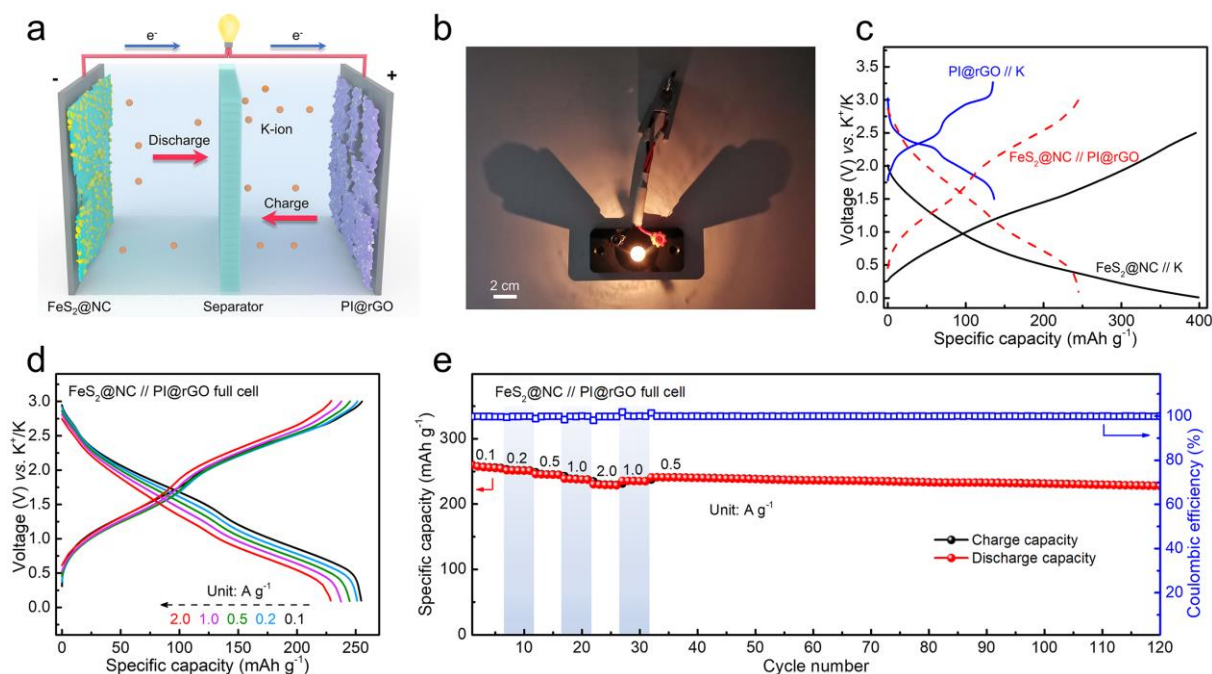 a
e-
e-
-
+
K-ion
Discharge
Charge
FeS2@NC
Separator
PI@rGO
b
2 cm
c
Voltage (V) vs. K+/K
3.5
3.0
2.5
2.0
1.5
1.0
0.5
0.0
PI@rGO // K
FeS2@NC // PI@rGO
FeS2@NC // K
0 100 200 300 400
Specific capacity (mAh g-1)
d
FeS2@NC // PI@rGO full cell
Voltage (V) vs. K+/K
3.0
2.5
2.0
1.5
1.0
0.5
0.0
Unit: A g-1
2.0 1.0 0.5 0.2 0.1
0 50 100 150 200 250
Specific capacity (mAh g-1)
e
FeS2@NC // PI@rGO full cell
Specific capacity (mAh g-1)
300
200
100
0
0.1 0.2 0.5 1.0 2.0 1.0 0.5
Unit: A g-1
Charge capacity
Discharge capacity
100
80
60
40
20
0
Coulombic efficiency (%)
10 20 30 40 50 60 70 80 90 100 110 120
Cycle number